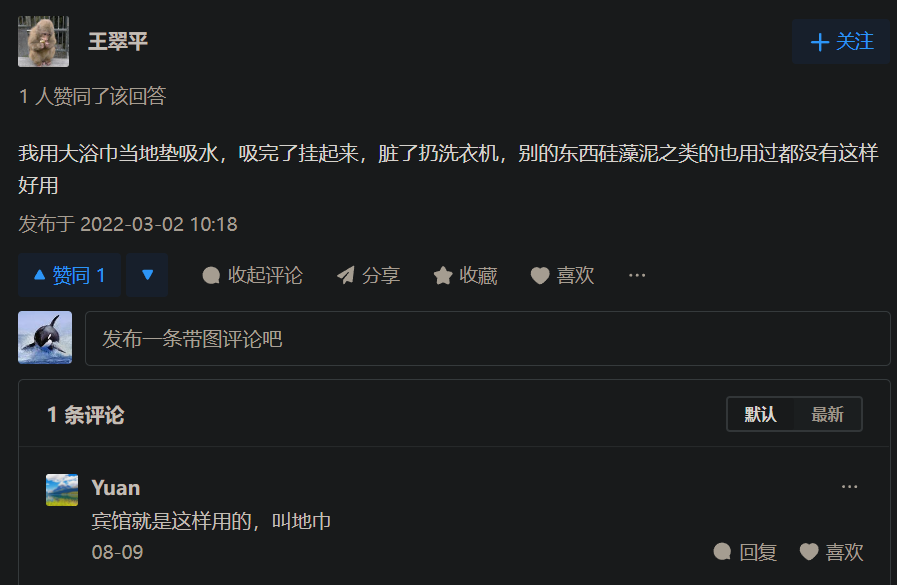 王翠平
关注
1 人赞同了该回答
我用大浴巾当地垫吸水，吸完了挂起来，脏了扔洗衣机，别的东西硅藻泥之类的也用过都没有这样
好用
发布于 2022-03-02 10:18
赞同 1 收起评论 分享 收藏 喜欢 ···
发布一条带图评论吧
1 条评论
默认 最新
Yuan ···
宾馆就是这样用的，叫地巾
08-09
回复 喜欢